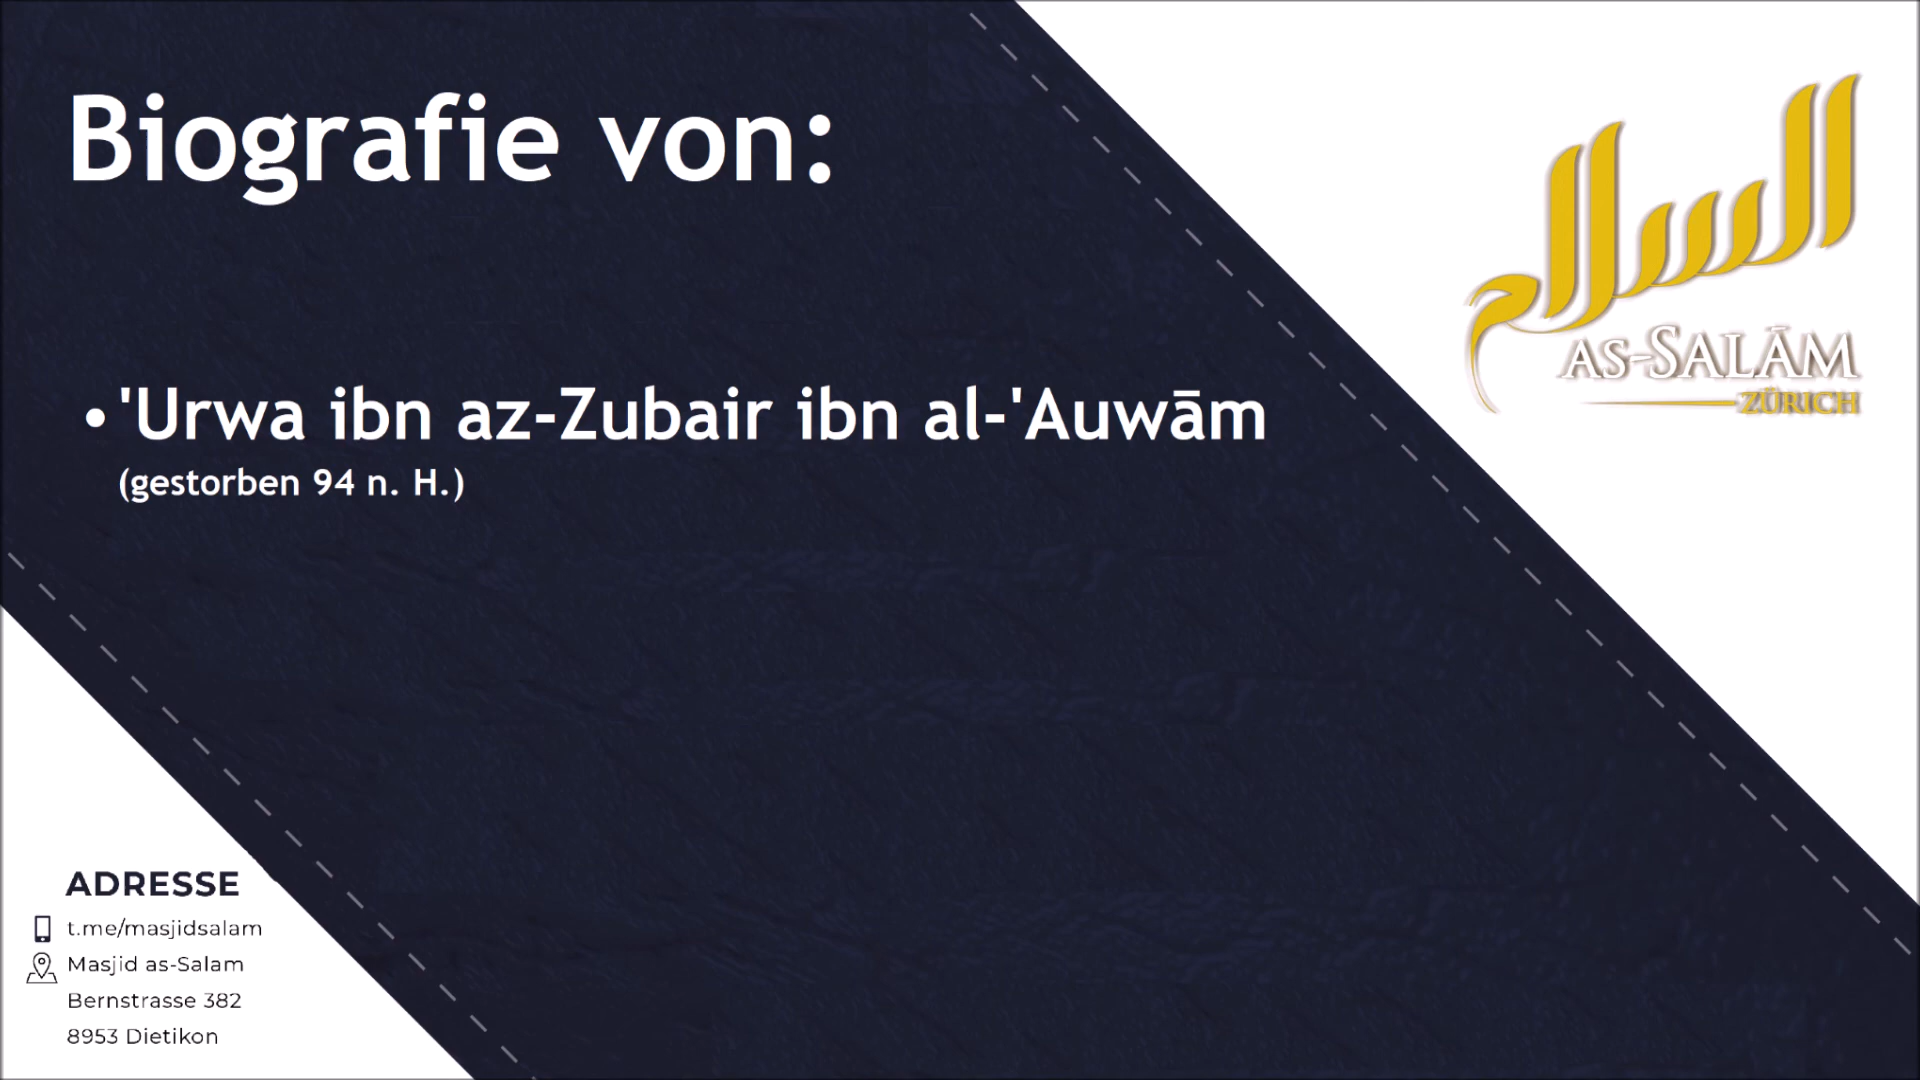 Biografie von:
السلام
AS-SALĀM
ZÜRICH
• 'Urwa ibn az-Zubair ibn al-'Auwām
(gestorben 94 n. H.)
ADRESSE
t.me/masjidsalam
Masjid as-Salam
Bernstrasse 382
8953 Dietikon